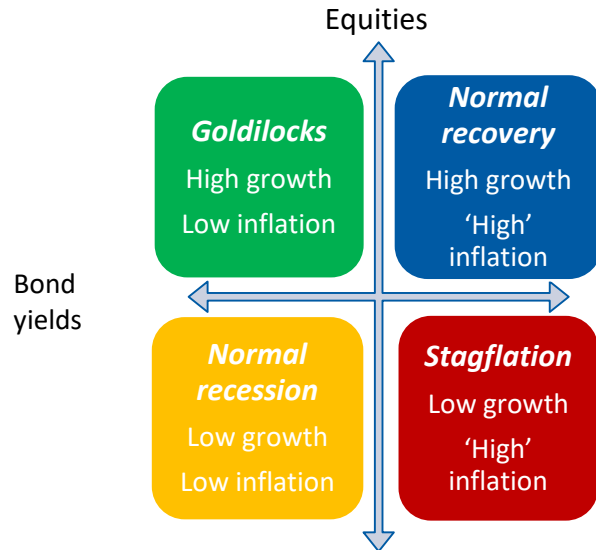 Equities
Goldilocks
High growth
Low inflation
Normal
recovery
High growth
‘High’
inflation
Bond
yields
Normal
recession
Low growth
Low inflation
Stagflation
Low growth
‘High’
inflation